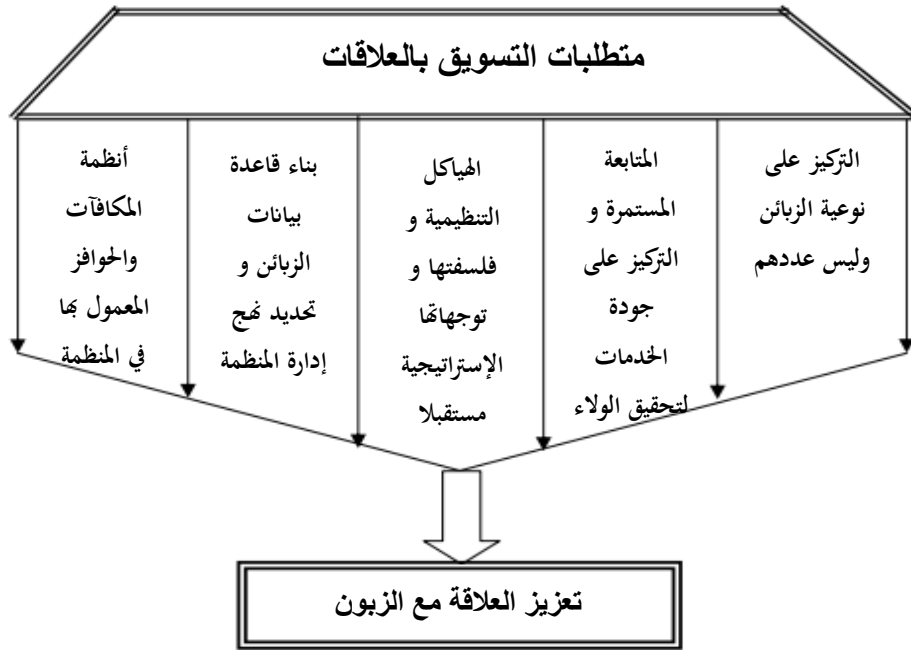 متطلبات التسويق بالعلاقات
التركيز على
نوعية الزبائن
وليس عددهم
المتابعة
المستمرة و
التركيز على
جودة
الخدمات
لتحقيق الولاء
الهياكل
التنظيمية و
فلسفتها و
توجهاتها
الإستراتيجية
مستقبلا
بناء قاعدة
بيانات
الزبائن و
تحديد نهج
إدارة المنظمة
أنظمة
المكافآت
والحوافز
المعمول بها
في المنظمة
تعزيز العلاقة مع الزبون